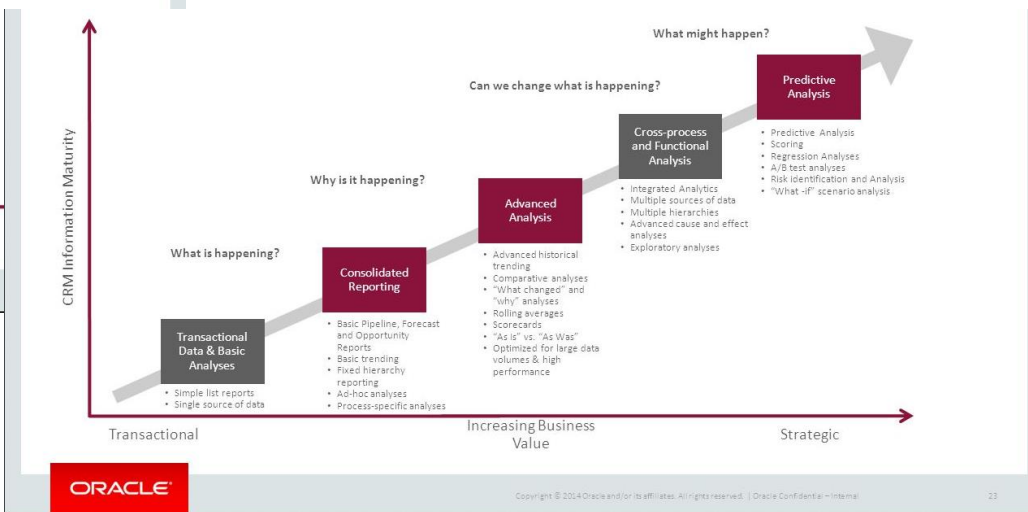 What might happen?
Can we change what is happening?
Why is it happening?
What is happening?
CRM Information Maturity
Transactional
Data & Basic
Analyses
• Simple list reports
• Single source of data
Consolidated
Reporting
• Basic Pipeline, Forecast
and Opportunity
Reports
• Basic trending
• Fixed hierarchy
reporting
• Ad-hoc analyses
• Process-specific analyses
Advanced
Analysis
• Advanced historical
trending
• Comparative analyses
• "What changed" and
"why" analyses
• Rolling averages
• Scorecards
• "As Is" vs. "As Was"
• Optimized for large data
volumes & high
performance
Cross-process
and Functional
Analysis
• Integrated Analytics
• Multiple sources of data
• Multiple hierarchies
• Advanced cause and effect
analyses
• Exploratory analyses
Predictive
Analysis
• Predictive Analysis
• Scoring
• Regression Analyses
• A/B test analyses
• Risk identification and Analysis
• "What -if" scenario analysis
Transactional
Increasing Business
Value
Strategic
ORACLE®
Copyright © 2014 Oracle and/or its affiliates. All rights reserved. | Oracle Confidential – Internal
23